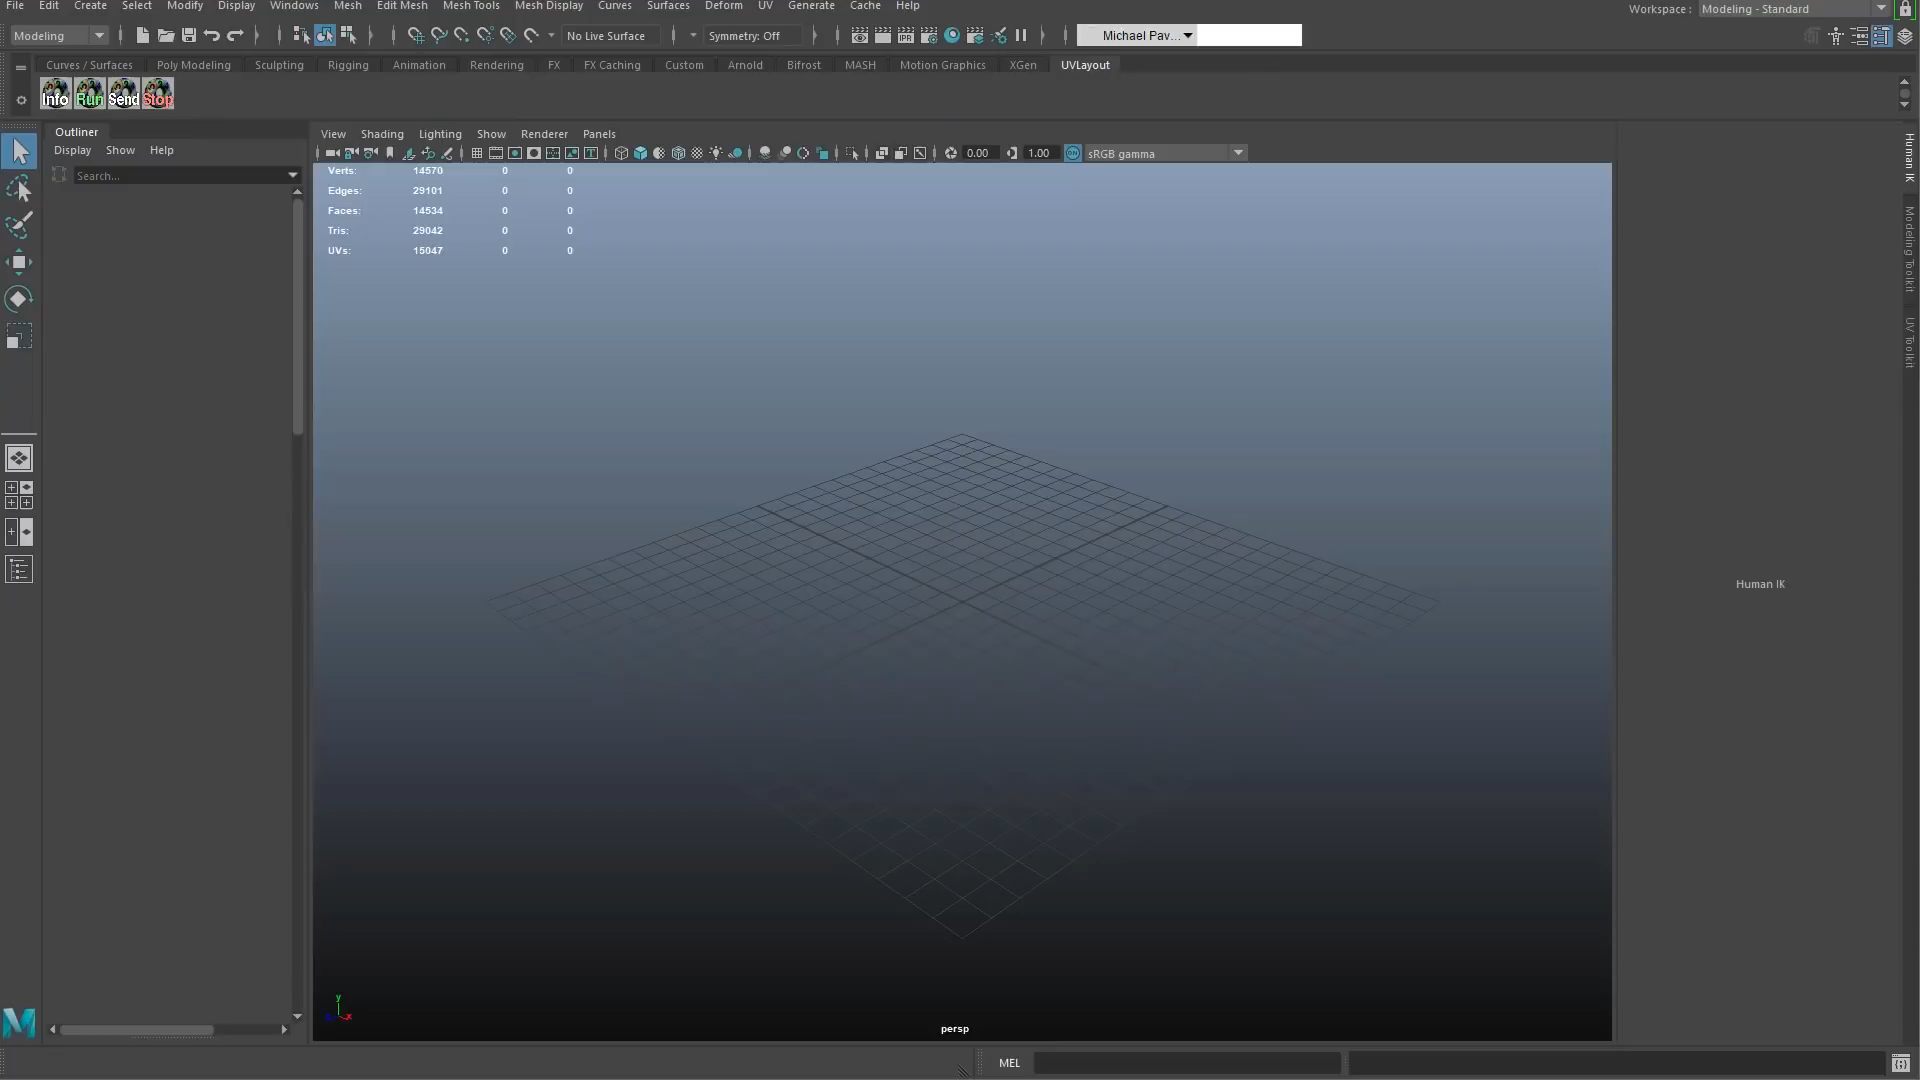 File Edit Create Select Modify Display Windows Mesh Edit Mesh Mesh Tools Mesh Display Curves Surfaces Deform UV Generate Cache Help Workspace : Modeling - Standard
Modeling No Live Surface Symmetry: Off Michael Pav...
Curves / Surfaces Poly Modeling Sculpting Rigging Animation Rendering FX FX Caching Custom Arnold Bifrost MASH Motion Graphics XGen UVLayout
Info Run Send Stop
Outliner
Display Show Help
Search...
View Shading Lighting Show Renderer Panels
0.00 1.00 ON sRGB gamma
Verts: 14570 0 0
Edges: 29101 0 0
Faces: 14534 0 0
Tris: 29042 0 0
UVs: 15047 0 0
Human IK
Modeling Toolkit
UV Toolkit
Human IK
y
x
persp
MEL